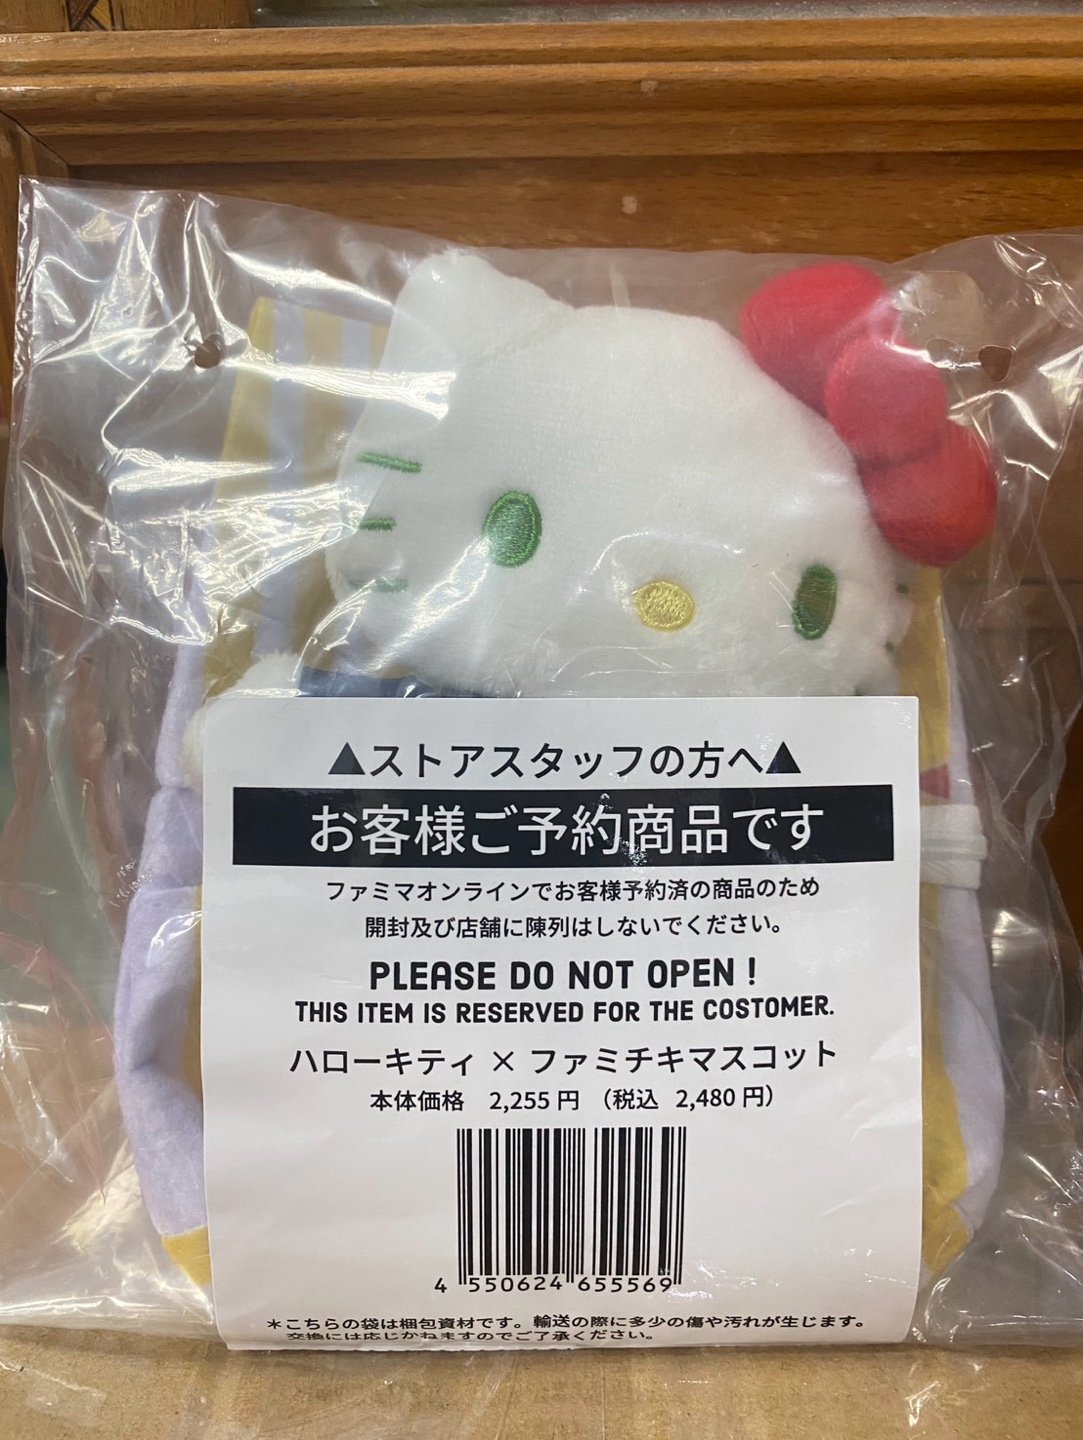 ▲ストアスタッフの方へ▲
お客様ご予約商品です
ファミマオンラインでお客様予約済の商品のため
開封及び店舗に陳列はしないでください。
PLEASE DO NOT OPEN !
THIS ITEM IS RESERVED FOR THE COSTOMER.
ハローキティ × ファミチキマスコット
本体価格 2,255 円 （税込 2,480 円）
4 550624 655569
＊こちらの袋は梱包資材です。輸送の際に多少の傷や汚れが生じます。
交換には応じかねますのでご了承ください。